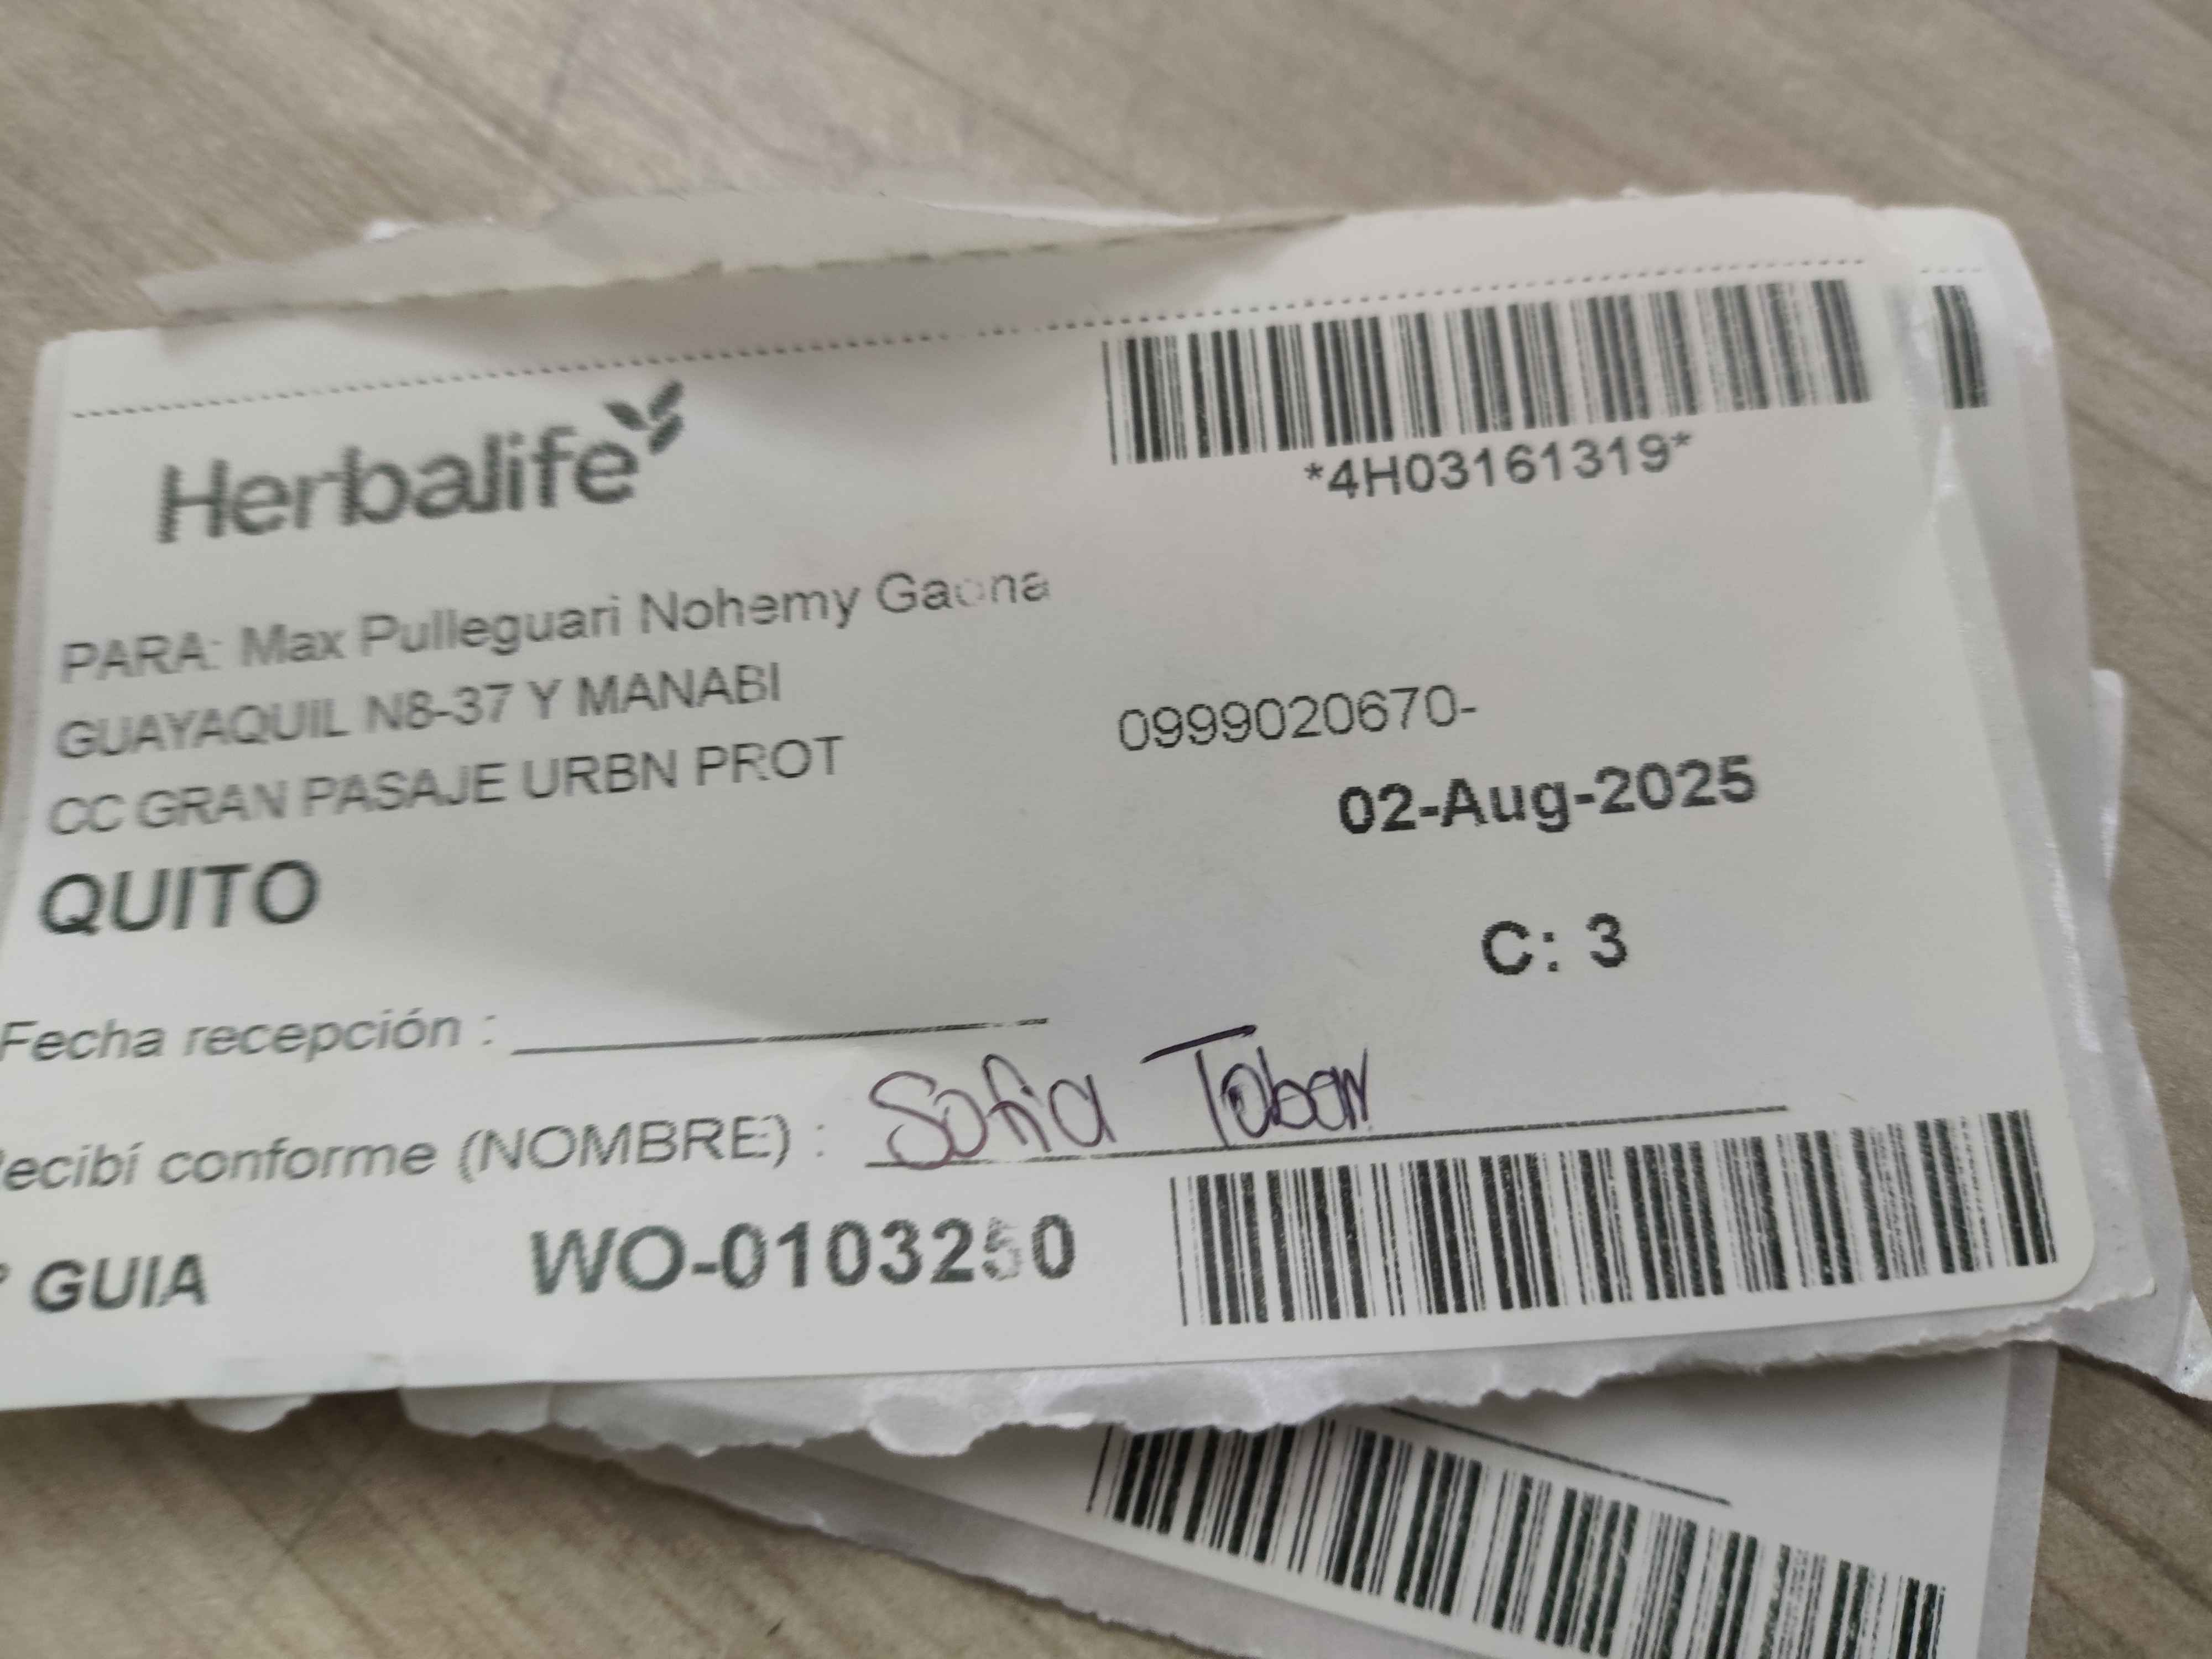 Herbalife
*4H03161319*
PARA: Max Pulleguari Nohemy Gaona
GUAYAQUIL N8-37 Y MANABI
0999020670-
CC GRAN PASAJE URBN PROT
02-Aug-2025
QUITO
C: 3
Fecha recepción :
ecibí conforme (NOMBRE) : Sofia Tobar
GUIA WO-0103250